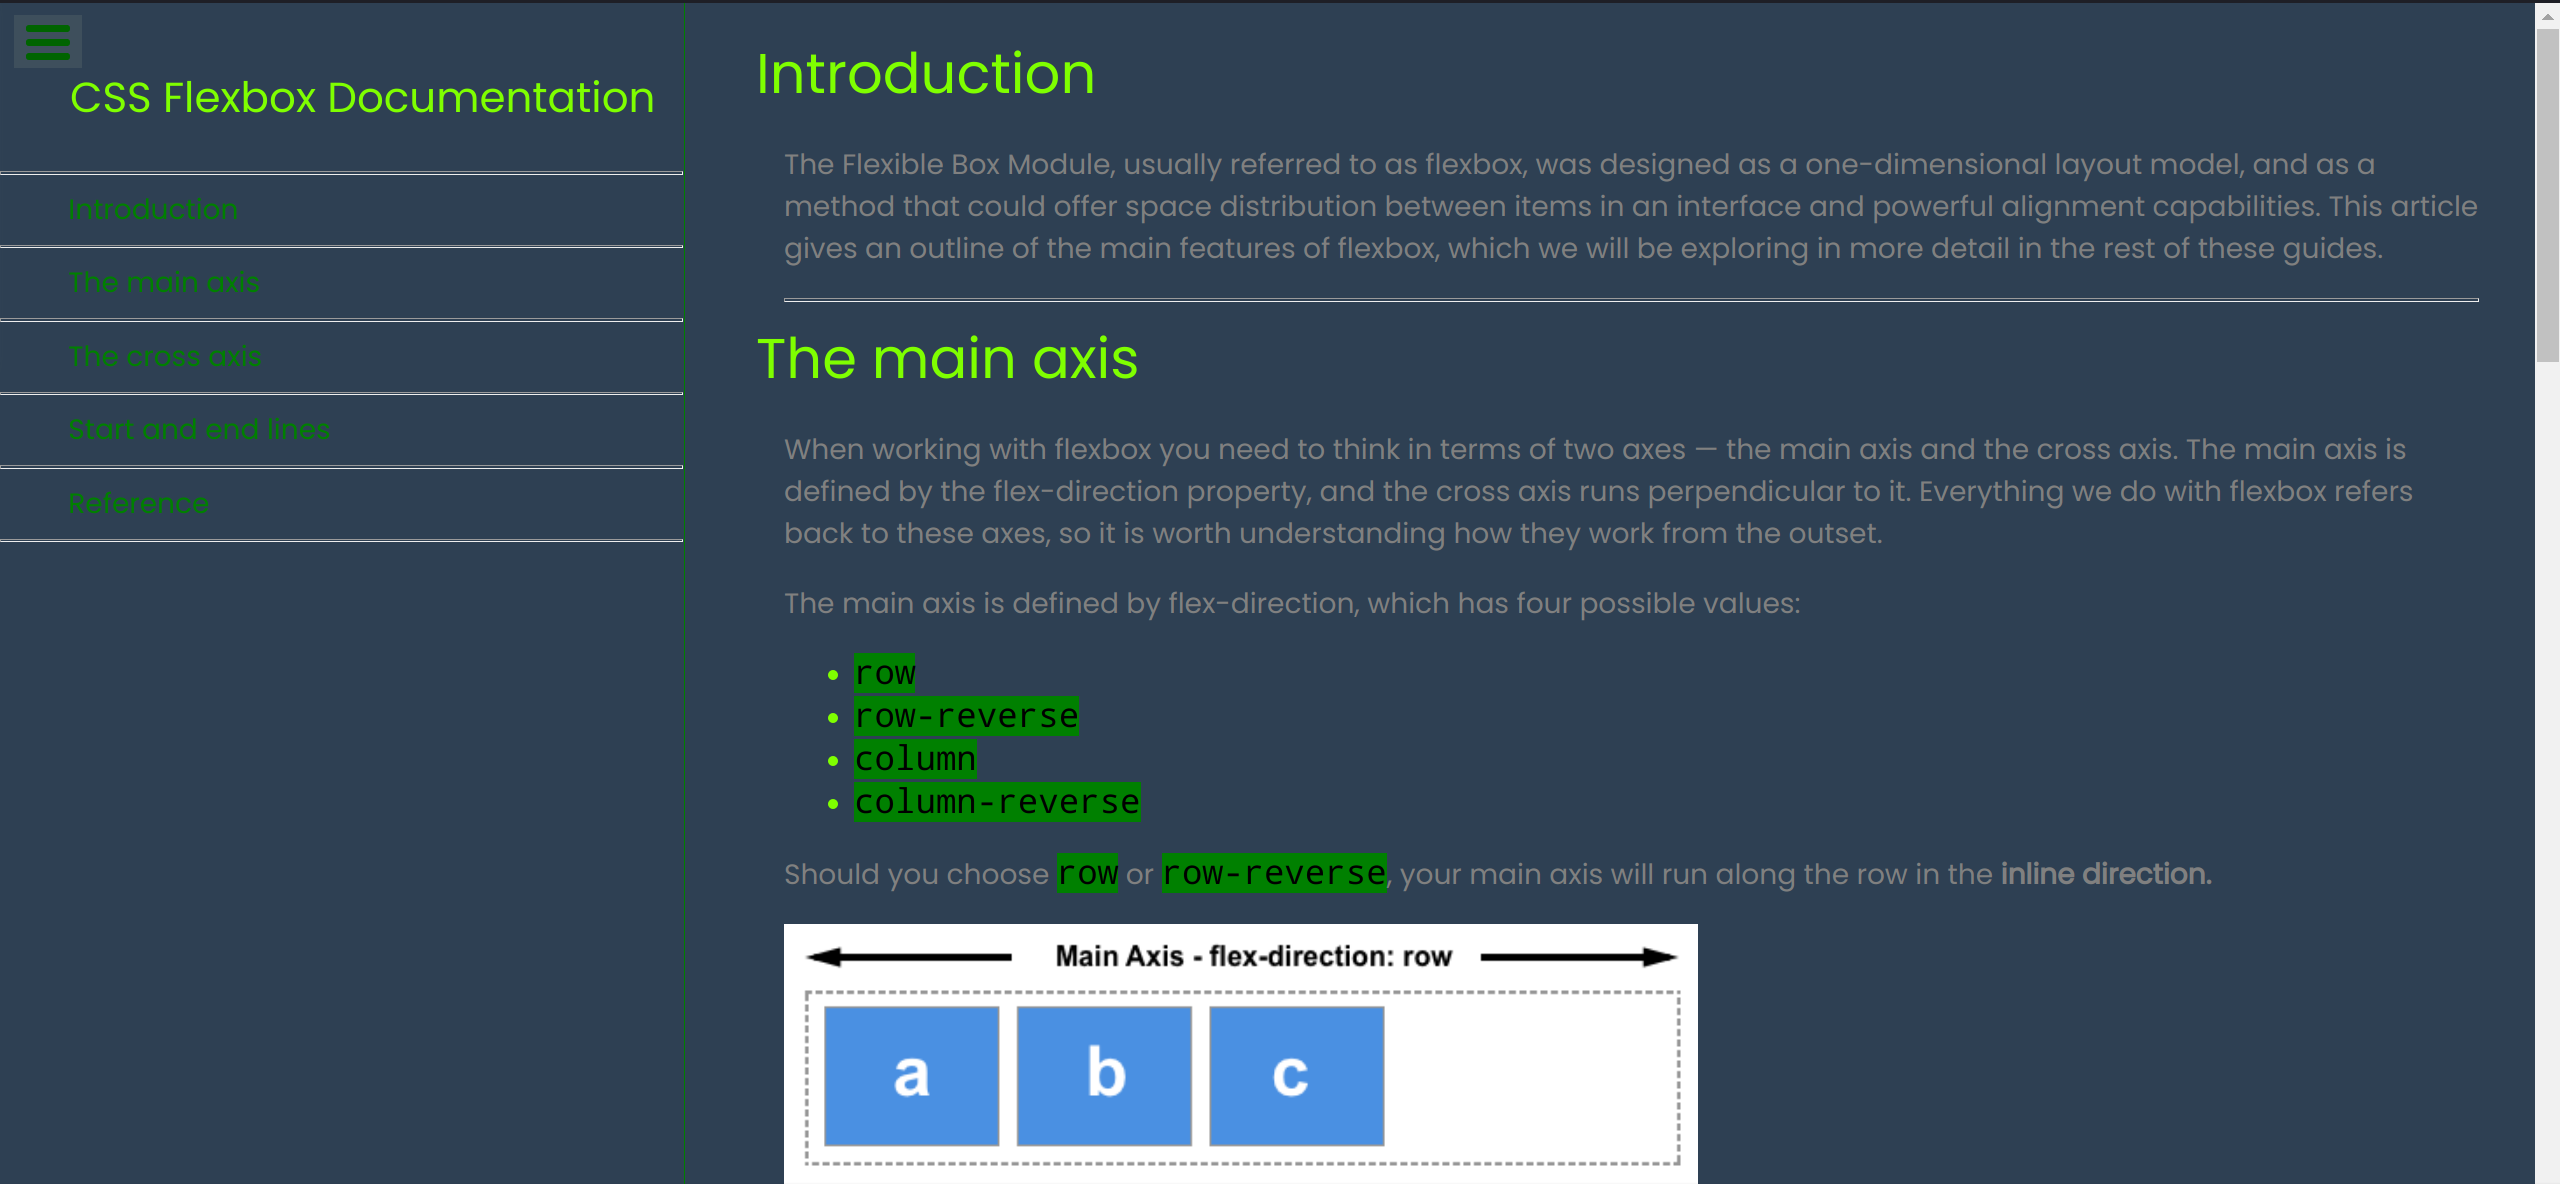 CSS Flexbox Documentation
Introduction
The main axis
The cross axis
Start and end lines
Reference
Introduction
The Flexible Box Module, usually referred to as flexbox, was designed as a one-dimensional layout model, and as a
method that could offer space distribution between items in an interface and powerful alignment capabilities. This article
gives an outline of the main features of flexbox, which we will be exploring in more detail in the rest of these guides.
The main axis
When working with flexbox you need to think in terms of two axes — the main axis and the cross axis. The main axis is
defined by the flex-direction property, and the cross axis runs perpendicular to it. Everything we do with flexbox refers
back to these axes, so it is worth understanding how they work from the outset.
The main axis is defined by flex-direction, which has four possible values:
row
row-reverse
column
column-reverse
Should you choose row or row-reverse, your main axis will run along the row in the inline direction.
Main Axis - flex-direction: row
a b c